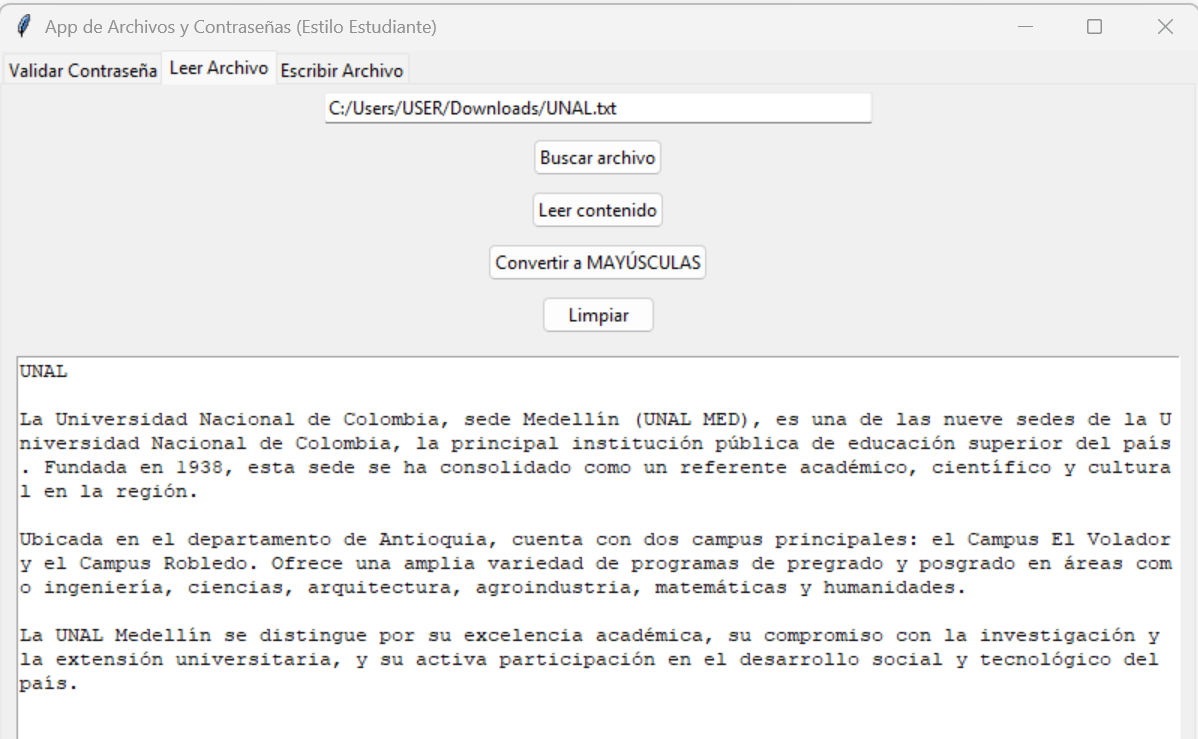 App de Archivos y Contraseñas (Estilo Estudiante)
Validar Contraseña Leer Archivo Escribir Archivo
C:/Users/USER/Downloads/UNAL.txt
Buscar archivo
Leer contenido
Convertir a MAYÚSCULAS
Limpiar
UNAL
La Universidad Nacional de Colombia, sede Medellín (UNAL MED), es una de las nueve sedes de la U
niversidad Nacional de Colombia, la principal institución pública de educación superior del país
. Fundada en 1938, esta sede se ha consolidado como un referente académico, científico y cultura
l en la región.
Ubicada en el departamento de Antioquia, cuenta con dos campus principales: el Campus El Volador
y el Campus Robledo. Ofrece una amplia variedad de programas de pregrado y posgrado en áreas com
o ingeniería, ciencias, arquitectura, agroindustria, matemáticas y humanidades.
La UNAL Medellín se distingue por su excelencia académica, su compromiso con la investigación y
la extensión universitaria, y su activa participación en el desarrollo social y tecnológico del
país.